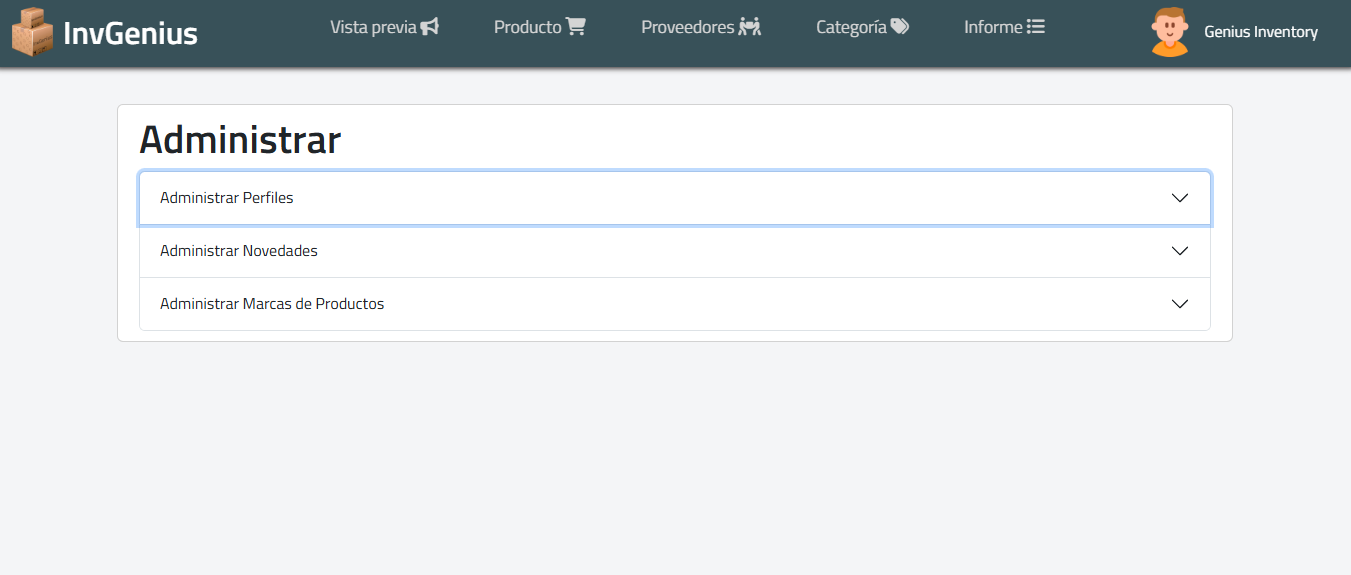 InvGenius
Vista previa
Producto
Proveedores
Categoría
Informe
Genius Inventory
Administrar
Administrar Perfiles
Administrar Novedades
Administrar Marcas de Productos